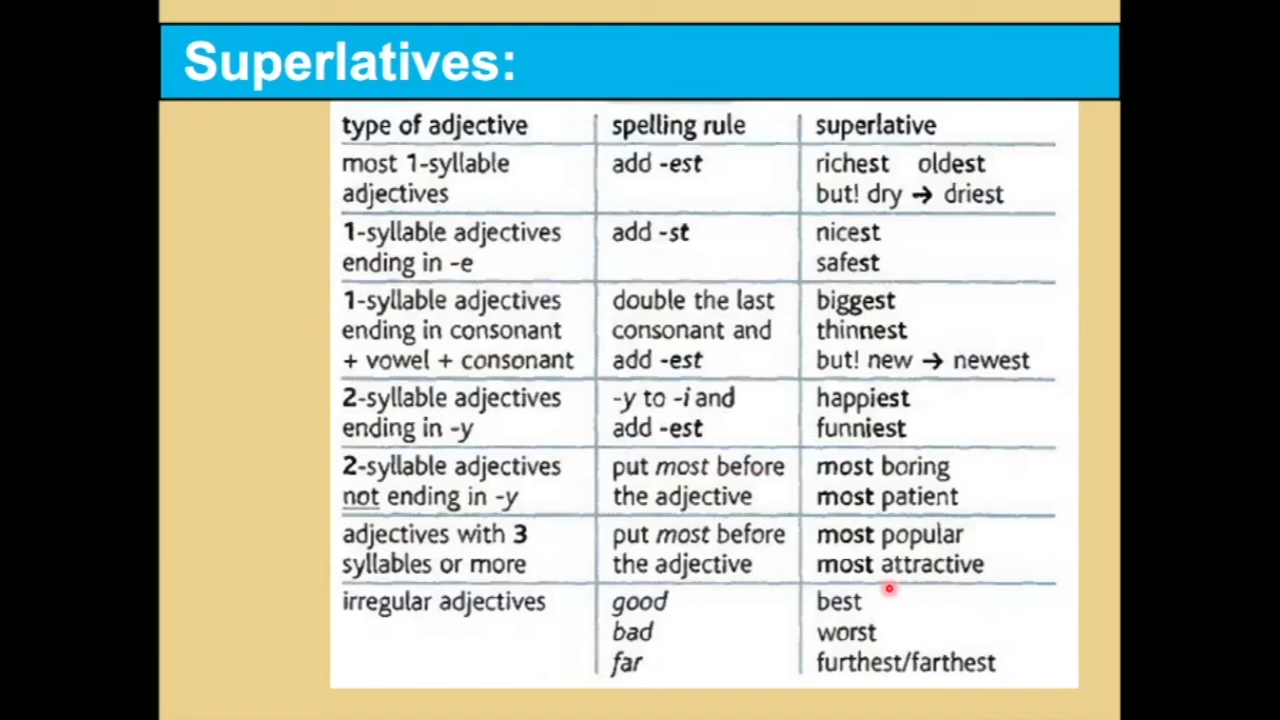 Superlatives:
type of adjective spelling rule superlative
most 1-syllable add -est richest oldest
adjectives but! dry → driest
1-syllable adjectives add -st nicest
ending in -e safest
1-syllable adjectives double the last biggest
ending in consonant consonant and thinnest
+ vowel + consonant add -est but! new → newest
2-syllable adjectives -y to -i and happiest
ending in -y add -est funniest
2-syllable adjectives put most before most boring
not ending in -y the adjective most patient
adjectives with 3 put most before most popular
syllables or more the adjective most attractive
irregular adjectives good best
bad worst
far furthest/farthest